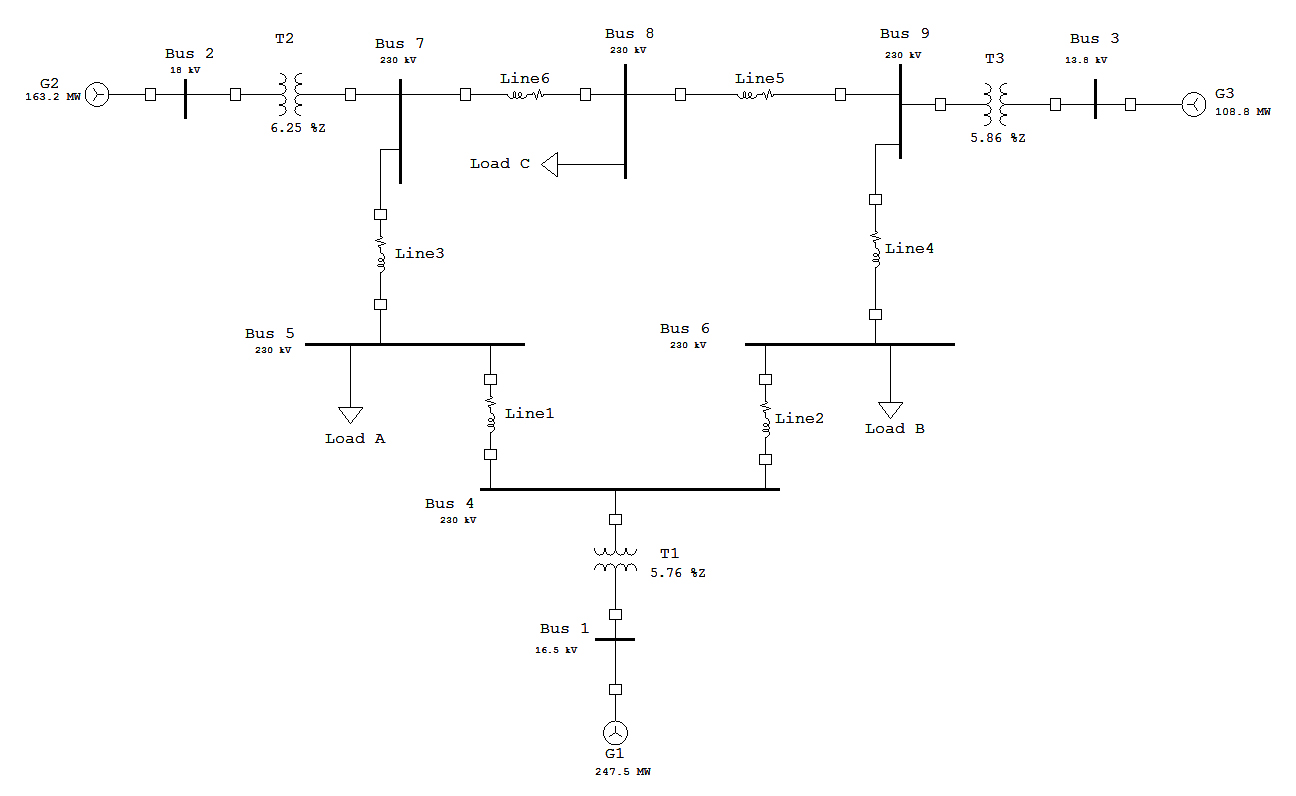 T2
Bus 2
18 kV
Bus 7
230 kV
Bus 8
230 kV
Bus 9
230 kV
T3
Bus 3
13.8 kV
G2
163.2 MW
Line6
Line5
G3
108.8 MW
6.25 %Z
5.86 %Z
Load C
Line3
Line4
Bus 5
230 kV
Bus 6
230 kV
Line1
Line2
Load A
Load B
Bus 4
230 kV
T1
5.76 %Z
Bus 1
16.5 kV
G1
247.5 MW